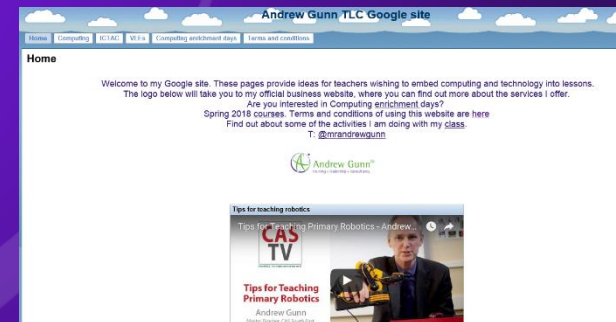 Andrew Gunn TLC Google site
Home Computing ICTAC VLEs Computing enrichment days Terms and conditions
Home
Welcome to my Google site. These pages provide ideas for teachers wishing to embed computing and technology into lessons.
The logo below will take you to my official business website, where you can find out more about the services I offer.
Are you interested in Computing enrichment days?
Spring 2018 courses. Terms and conditions of using this website are here
Find out about some of the activities I am doing with my class.
T: @mrandrewgunn
Andrew Gunn
Tips for teaching robotics
Tips for Teaching Primary Robotics - Andrew...
CAS
TV
Tips for Teaching
Primary Robotics
Andrew Gunn